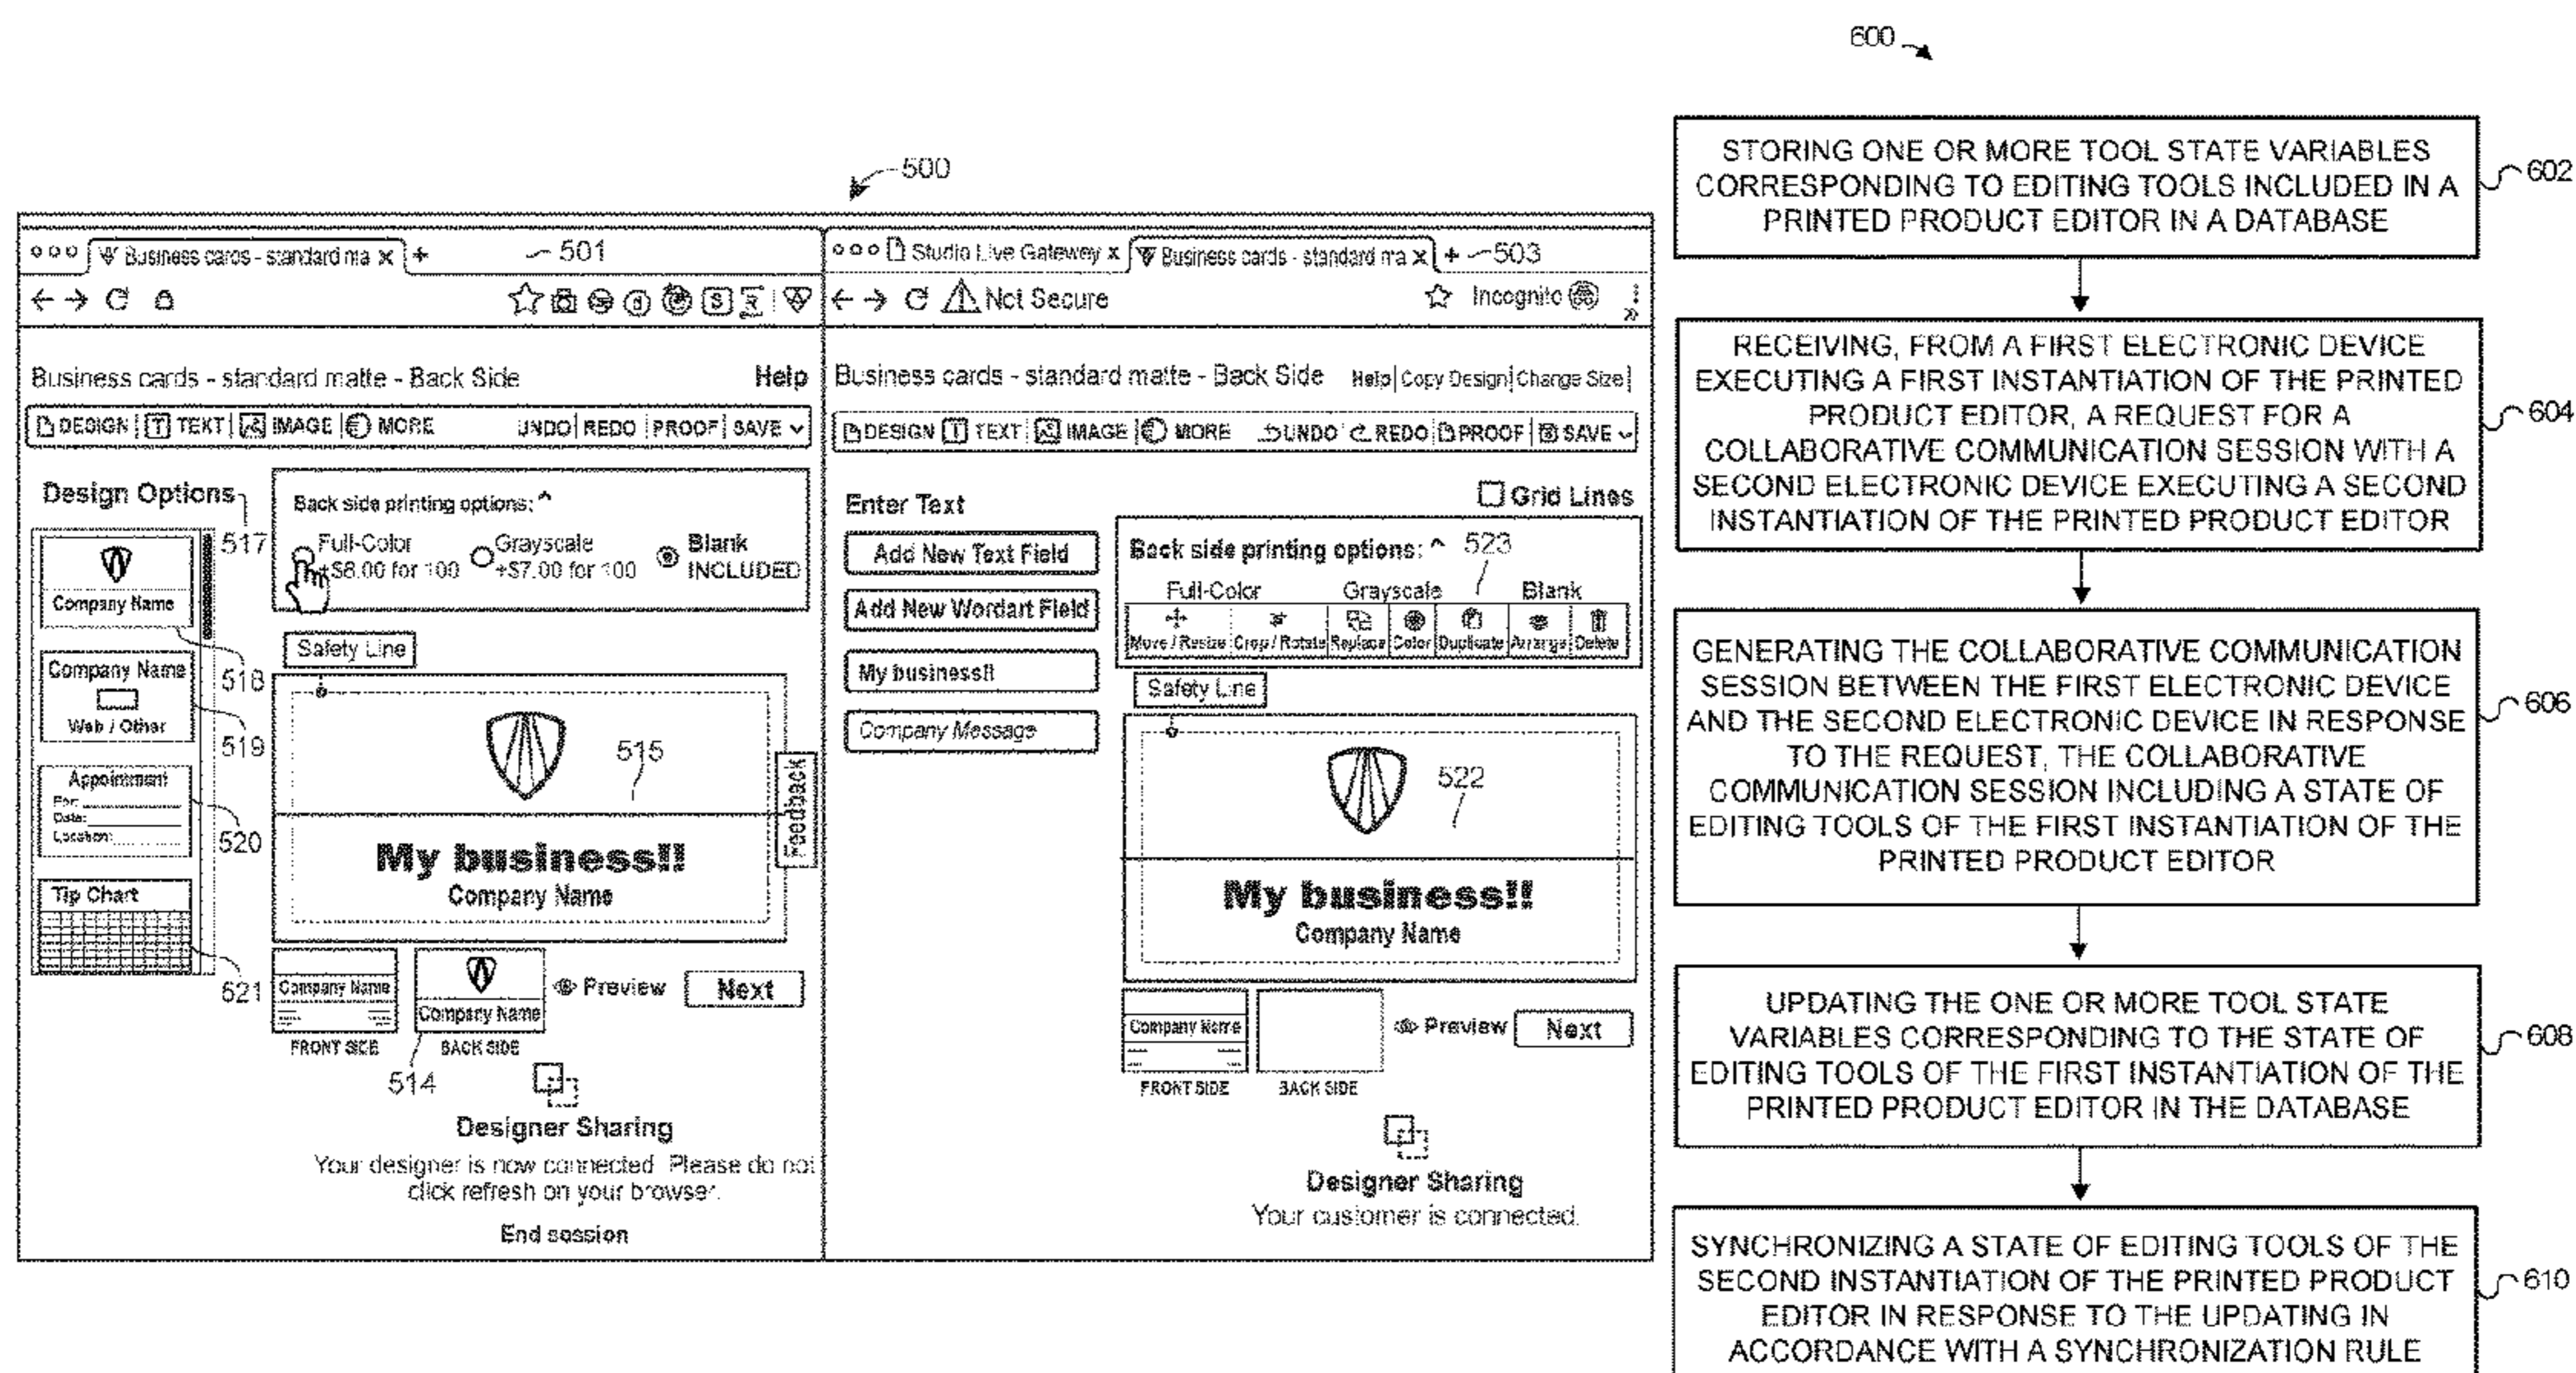 600
500
Business cards - standard ma x +
501
Business cards - standard matte - Back Side Help
DESIGN TEXT IMAGE MORE UNDO REDO PROOF SAVE
Design Options
517
Company Name
518
Company Name
Web / Other
519
Appointment
For:
Date:
Location:
520
Tip Chart
521
Back side printing options: ^
Full-Color
+$8.00 for 100
Grayscale
+$7.00 for 100
Blank
INCLUDED
Safety Line
515
My business!!
Company Name
Feedback
Company Name
FRONT SIDE
Company Name
BACK SIDE
514
Preview
Next
Designer Sharing
Your designer is now connected. Please do not
click refresh on your browser.
End session
Studio Live Gateway x Business cards - standard ma x +
503
Not Secure Incognito
Business cards - standard matte - Back Side Help Copy Design Change Size
DESIGN TEXT IMAGE MORE UNDO REDO PROOF SAVE
Enter Text
Add New Text Field
Add New Wordart Field
My business!!
Company Message
Grid Lines
Back side printing options: ^
523
Full-Color Grayscale Blank
Move / Resize Crop / Rotate Replace Color Duplicate Arrange Delete
Safety Line
522
My business!!
Company Name
Company Name
FRONT SIDE
BACK SIDE
Preview
Next
Designer Sharing
Your customer is connected.
STORING ONE OR MORE TOOL STATE VARIABLES
CORRESPONDING TO EDITING TOOLS INCLUDED IN A
PRINTED PRODUCT EDITOR IN A DATABASE
602
RECEIVING, FROM A FIRST ELECTRONIC DEVICE
EXECUTING A FIRST INSTANTIATION OF THE PRINTED
PRODUCT EDITOR, A REQUEST FOR A
COLLABORATIVE COMMUNICATION SESSION WITH A
SECOND ELECTRONIC DEVICE EXECUTING A SECOND
INSTANTIATION OF THE PRINTED PRODUCT EDITOR
604
GENERATING THE COLLABORATIVE COMMUNICATION
SESSION BETWEEN THE FIRST ELECTRONIC DEVICE
AND THE SECOND ELECTRONIC DEVICE IN RESPONSE
TO THE REQUEST, THE COLLABORATIVE
COMMUNICATION SESSION INCLUDING A STATE OF
EDITING TOOLS OF THE FIRST INSTANTIATION OF THE
PRINTED PRODUCT EDITOR
606
UPDATING THE ONE OR MORE TOOL STATE
VARIABLES CORRESPONDING TO THE STATE OF
EDITING TOOLS OF THE FIRST INSTANTIATION OF THE
PRINTED PRODUCT EDITOR IN THE DATABASE
608
SYNCHRONIZING A STATE OF EDITING TOOLS OF THE
SECOND INSTANTIATION OF THE PRINTED PRODUCT
EDITOR IN RESPONSE TO THE UPDATING IN
ACCORDANCE WITH A SYNCHRONIZATION RULE
610